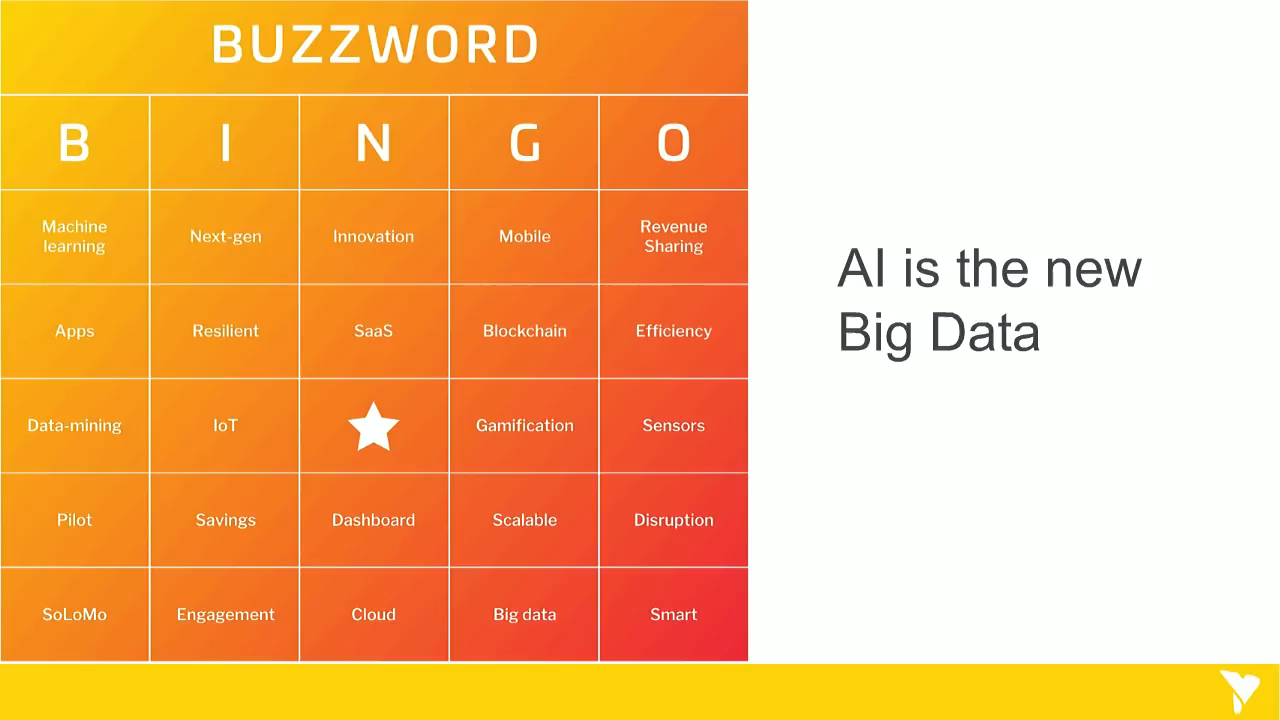 BUZZWORD
B I N G O
Machine learning
Next-gen
Innovation
Mobile
Revenue Sharing
Apps
Resilient
SaaS
Blockchain
Efficiency
Data-mining
IoT
Gamification
Sensors
Pilot
Savings
Dashboard
Scalable
Disruption
SoLoMo
Engagement
Cloud
Big data
Smart
AI is the new
Big Data